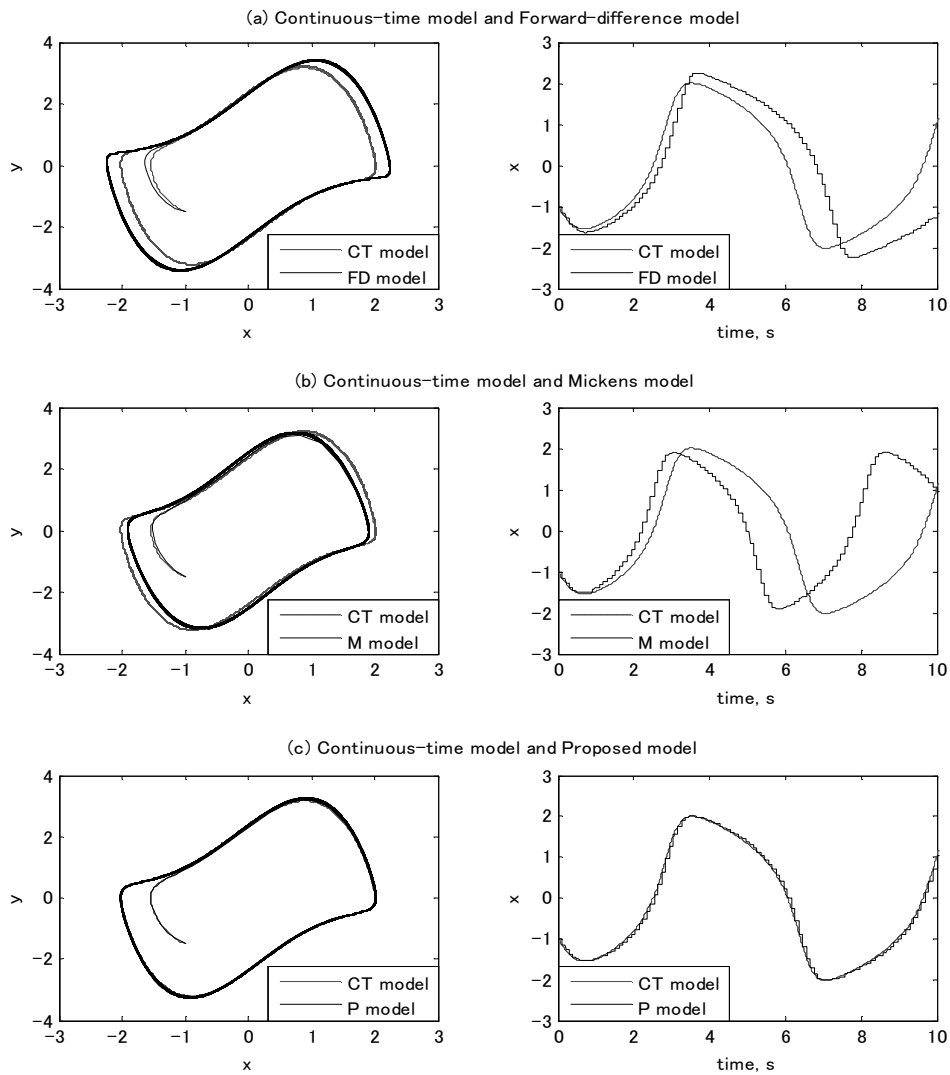 (a) Continuous-time model and Forward-difference model
4
2
0
-2
-4
y
-3 -2 -1 0 1 2 3
x
CT model
FD model
3
2
1
0
-1
-2
-3
x
0 2 4 6 8 10
time, s
CT model
FD model
(b) Continuous-time model and Mickens model
4
2
0
-2
-4
y
-3 -2 -1 0 1 2 3
x
CT model
M model
3
2
1
0
-1
-2
-3
x
0 2 4 6 8 10
time, s
CT model
M model
(c) Continuous-time model and Proposed model
4
2
0
-2
-4
y
-3 -2 -1 0 1 2 3
x
CT model
P model
3
2
1
0
-1
-2
-3
x
0 2 4 6 8 10
time, s
CT model
P model